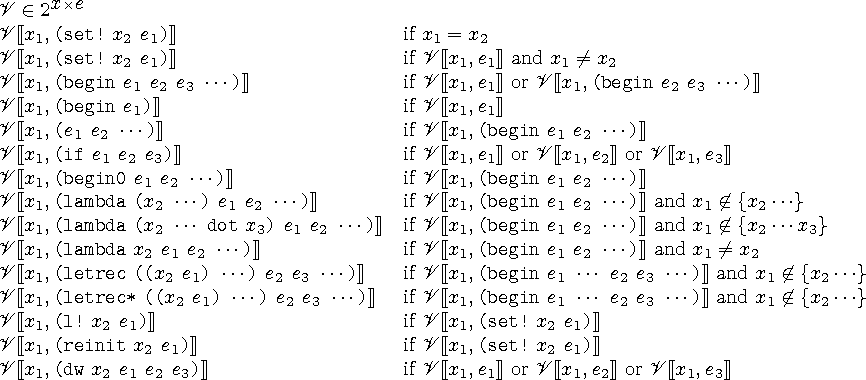 𝒱 ∈ 2^{x×e}
𝒱⟦x₁, (set! x₂ e₁)⟧ if x₁ = x₂
𝒱⟦x₁, (set! x₂ e₁)⟧ if 𝒱⟦x₁, e₁⟧ and x₁ ≠ x₂
𝒱⟦x₁, (begin e₁ e₂ e₃ ⋯)⟧ if 𝒱⟦x₁, e₁⟧ or 𝒱⟦x₁, (begin e₂ e₃ ⋯)⟧
𝒱⟦x₁, (begin e₁)⟧ if 𝒱⟦x₁, e₁⟧
𝒱⟦x₁, (e₁ e₂ ⋯)⟧ if 𝒱⟦x₁, (begin e₁ e₂ ⋯)⟧
𝒱⟦x₁, (if e₁ e₂ e₃)⟧ if 𝒱⟦x₁, e₁⟧ or 𝒱⟦x₁, e₂⟧ or 𝒱⟦x₁, e₃⟧
𝒱⟦x₁, (begin0 e₁ e₂ ⋯)⟧ if 𝒱⟦x₁, (begin e₁ e₂ ⋯)⟧
𝒱⟦x₁, (lambda (x₂ ⋯) e₁ e₂ ⋯)⟧ if 𝒱⟦x₁, (begin e₁ e₂ ⋯)⟧ and x₁ ∉ {x₂ ⋯}
𝒱⟦x₁, (lambda (x₂ ⋯ dot x₃) e₁ e₂ ⋯)⟧ if 𝒱⟦x₁, (begin e₁ e₂ ⋯)⟧ and x₁ ∉ {x₂ ⋯ x₃}
𝒱⟦x₁, (lambda x₂ e₁ e₂ ⋯)⟧ if 𝒱⟦x₁, (begin e₁ e₂ ⋯)⟧ and x₁ ≠ x₂
𝒱⟦x₁, (letrec ((x₂ e₁) ⋯) e₂ e₃ ⋯)⟧ if 𝒱⟦x₁, (begin e₁ ⋯ e₂ e₃ ⋯)⟧ and x₁ ∉ {x₂ ⋯}
𝒱⟦x₁, (letrec* ((x₂ e₁) ⋯) e₂ e₃ ⋯)⟧ if 𝒱⟦x₁, (begin e₁ ⋯ e₂ e₃ ⋯)⟧ and x₁ ∉ {x₂ ⋯}
𝒱⟦x₁, (l! x₂ e₁)⟧ if 𝒱⟦x₁, (set! x₂ e₁)⟧
𝒱⟦x₁, (reinit x₂ e₁)⟧ if 𝒱⟦x₁, (set! x₂ e₁)⟧
𝒱⟦x₁, (dw x₂ e₁ e₂ e₃)⟧ if 𝒱⟦x₁, e₁⟧ or 𝒱⟦x₁, e₂⟧ or 𝒱⟦x₁, e₃⟧